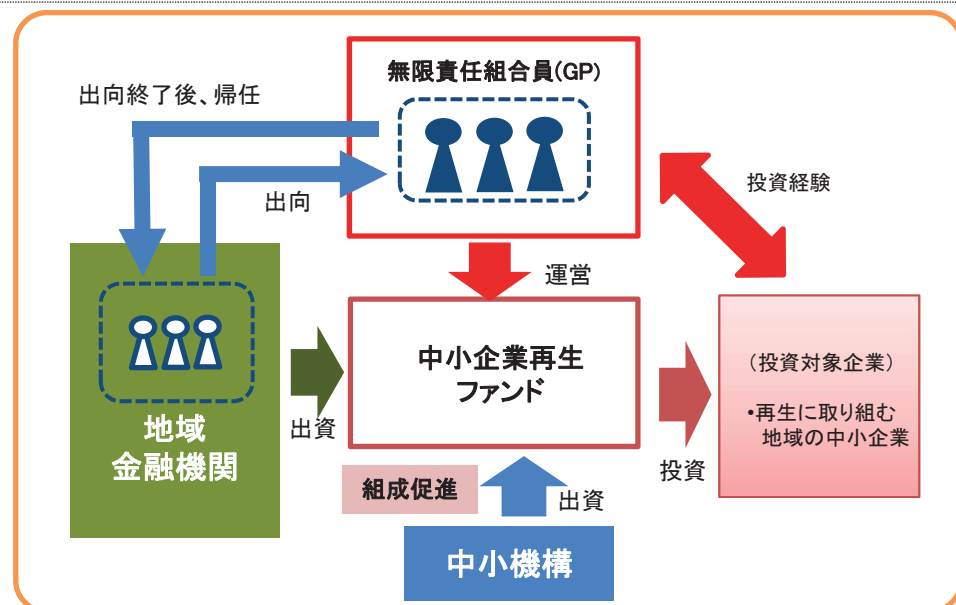 無限責任組合員(GP)
出向終了後、帰任
出向
投資経験
運営
中小企業再生
ファンド
(投資対象企業)
・再生に取り組む
地域の中小企業
地域
金融機関
出資
投資
組成促進
出資
中小機構